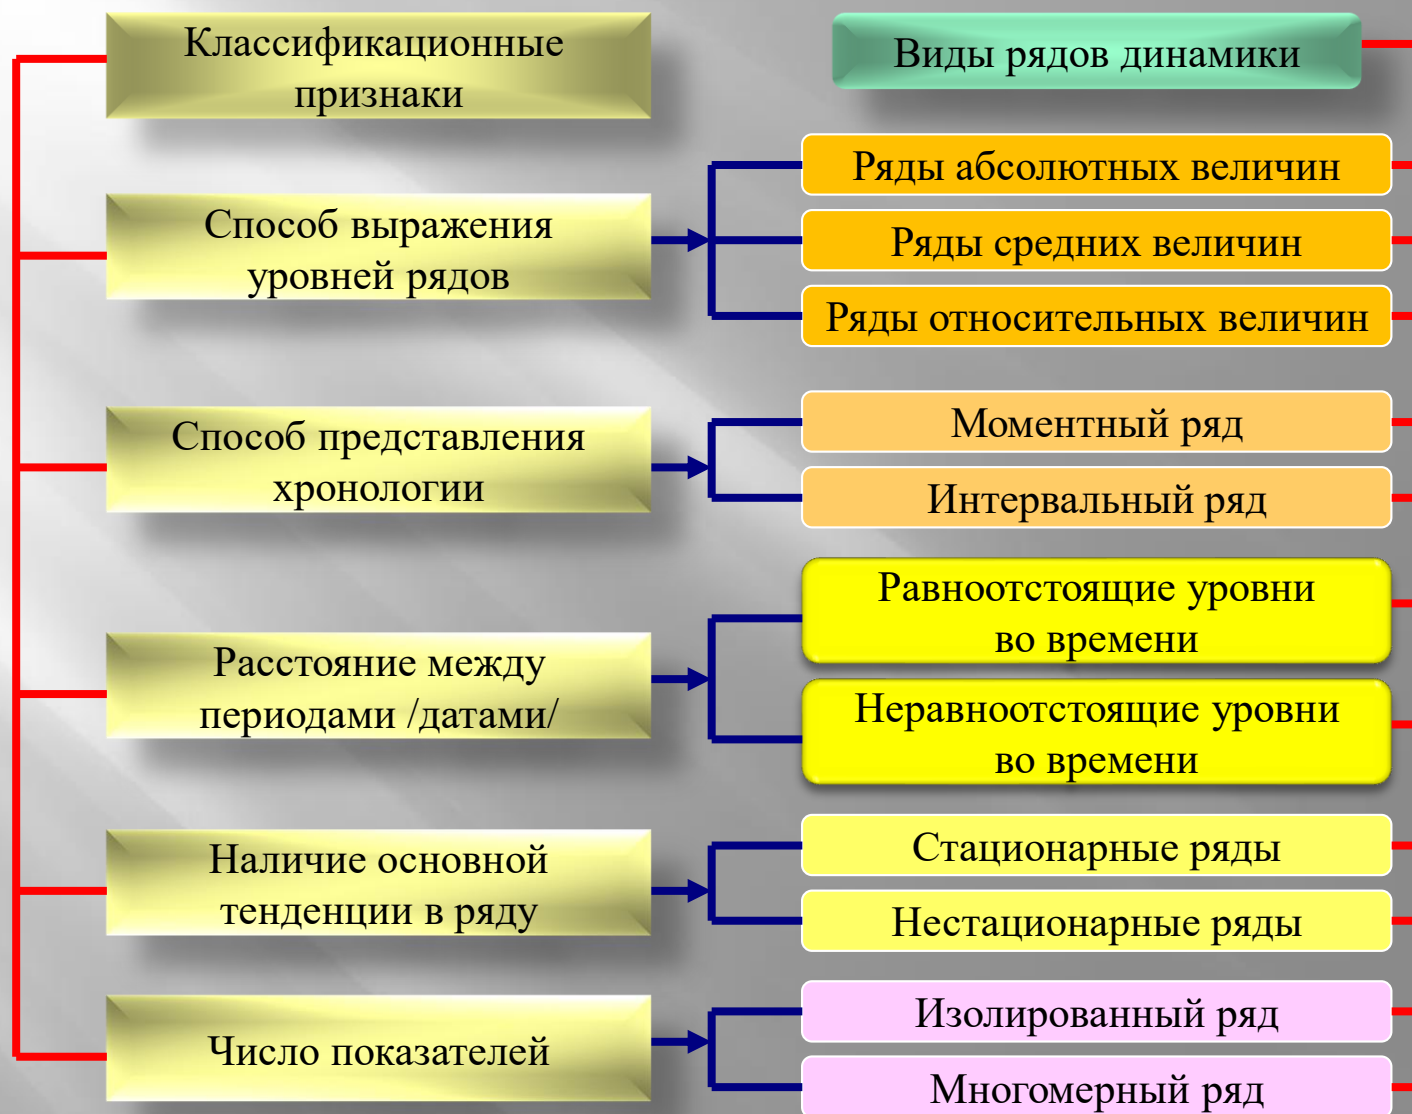 Классификационные
признаки
Виды рядов динамики
Способ выражения
уровней рядов
Ряды абсолютных величин
Ряды средних величин
Ряды относительных величин
Способ представления
хронологии
Моментный ряд
Интервальный ряд
Расстояние между
периодами /датами/
Равноотстоящие уровни
во времени
Неравноотстоящие уровни
во времени
Наличие основной
тенденции в ряду
Стационарные ряды
Нестационарные ряды
Число показателей
Изолированный ряд
Многомерный ряд